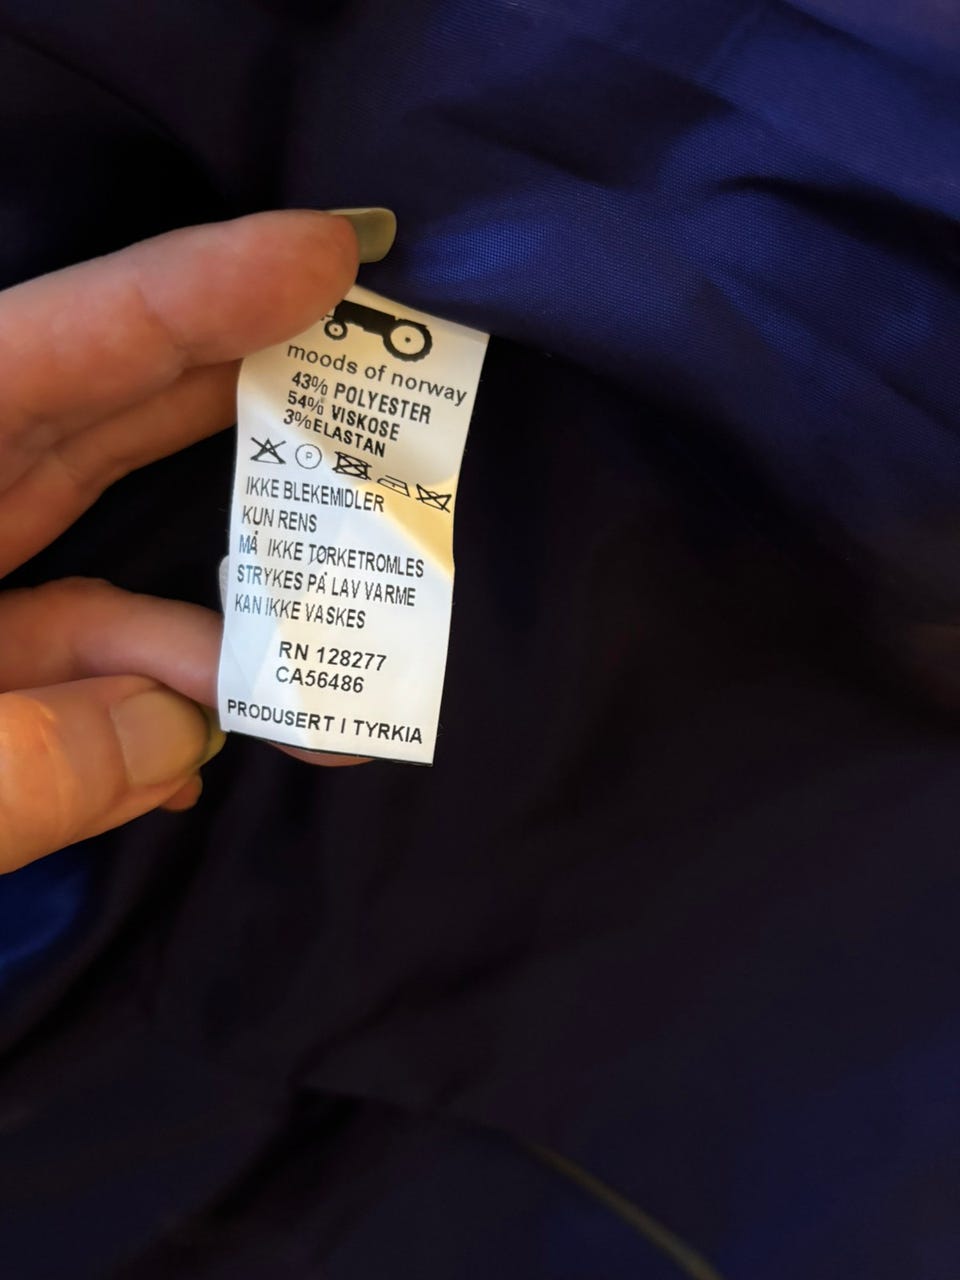 moods of norway
43% POLYESTER
54% VISKOSE
3%ELASTAN
P
IKKE BLEKEMIDLER
KUN RENS
MÅ IKKE TØRKETROMLES
STRYKES PÅ LAV VARME
KAN IKKE VASKES
RN 128277
CA56486
PRODUSERT I TYRKIA